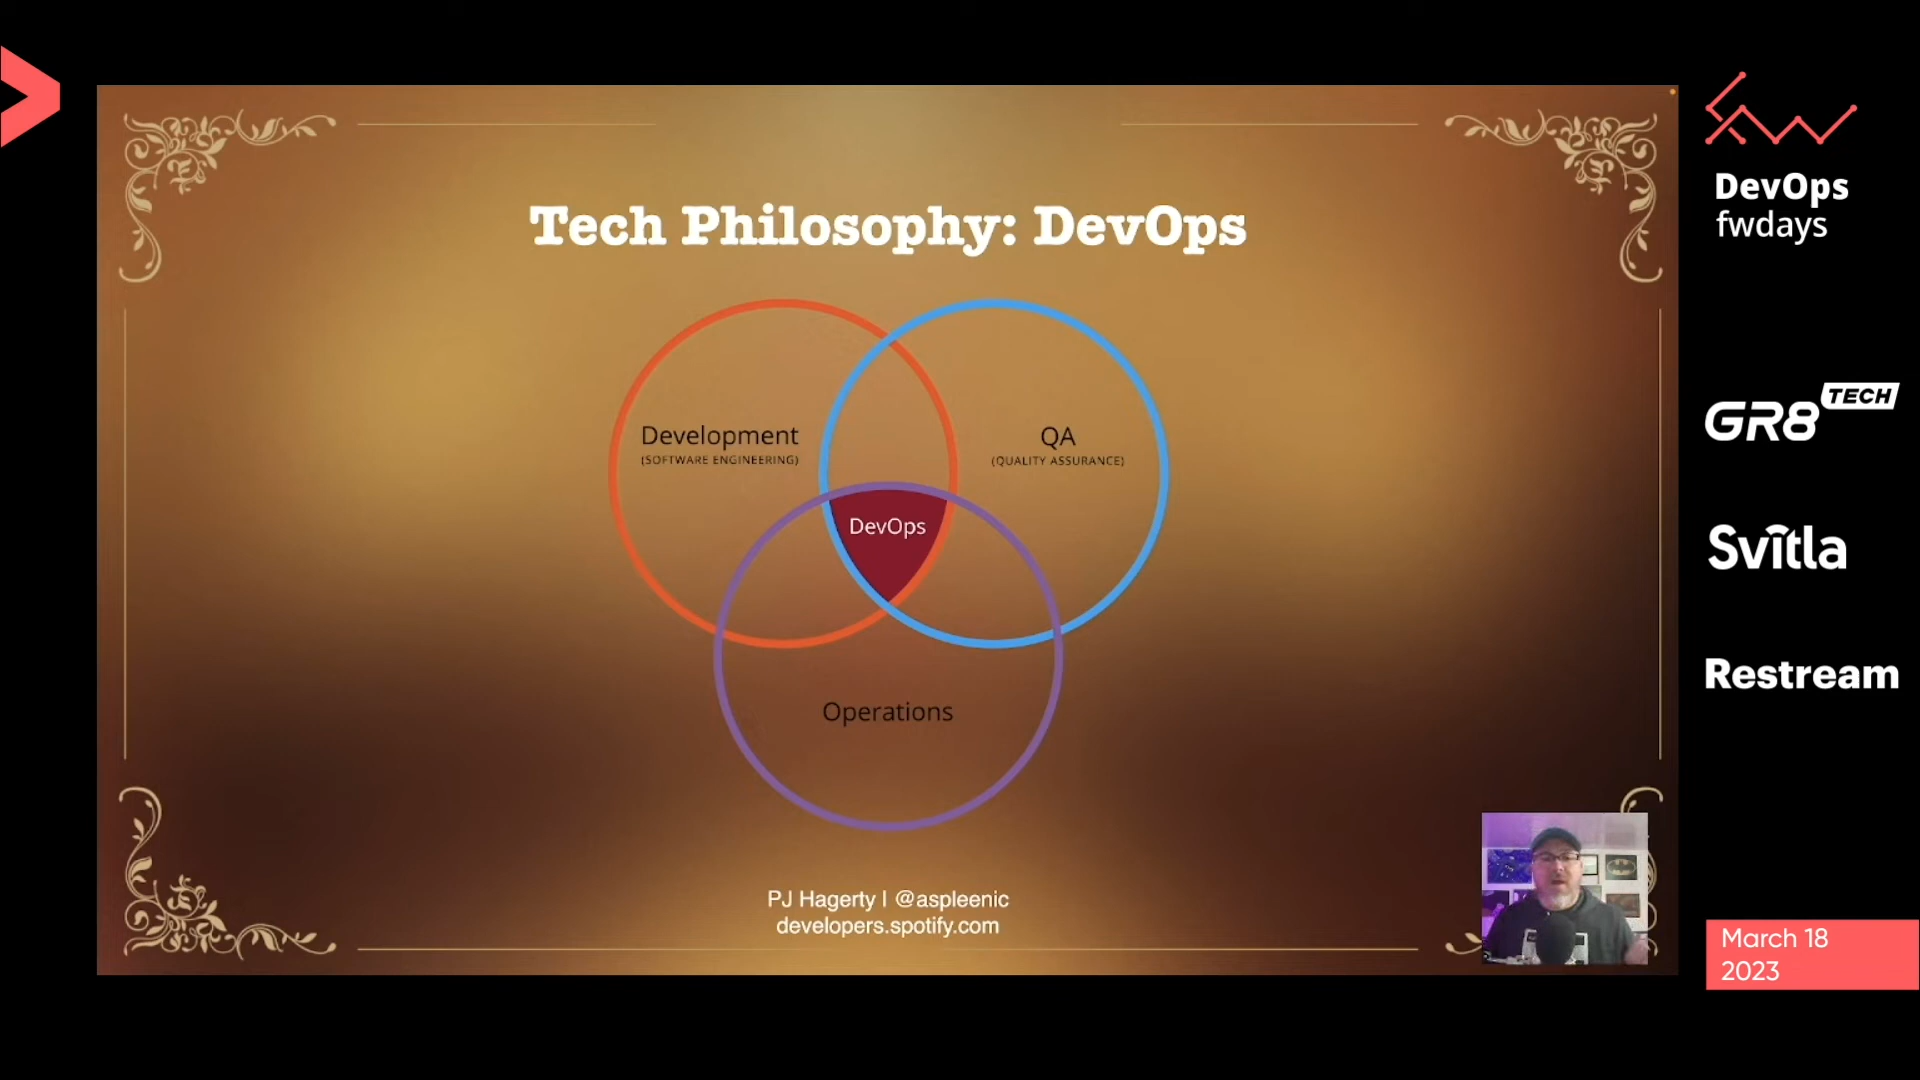 Tech Philosophy: DevOps
Development
(SOFTWARE ENGINEERING)
QA
(QUALITY ASSURANCE)
DevOps
Operations
PJ Hagerty | @aspleenic
developers.spotify.com
DevOps
fwdays
GR8 TECH
Svitla
Restream
March 18
2023